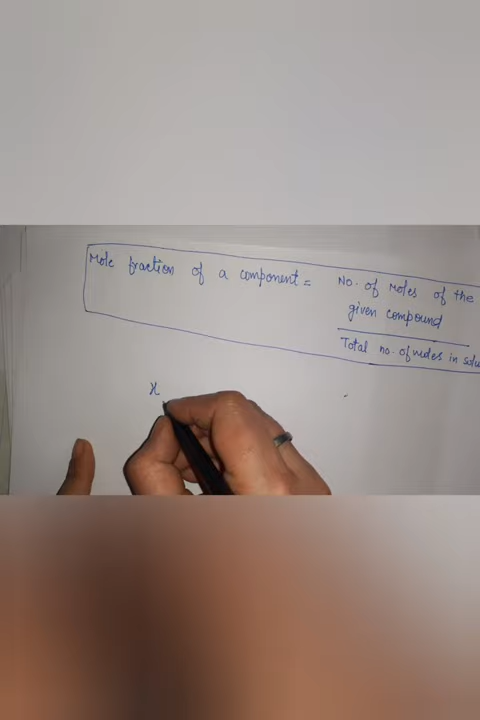 Mole fraction of a component = No. of Moles of the
given compound
Total no. of moles in solu
x